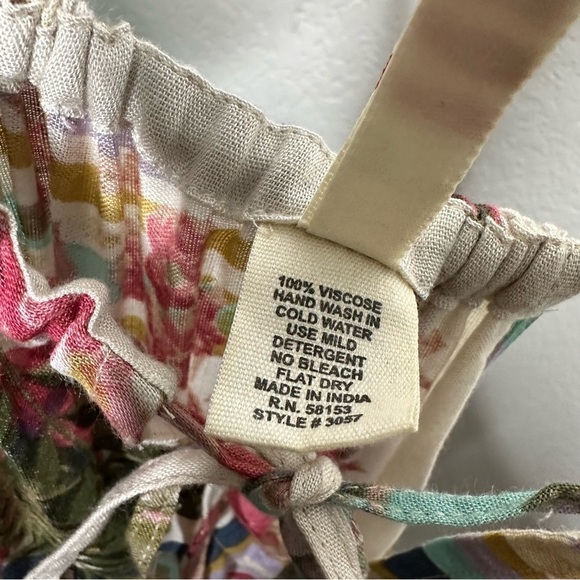 100% VISCOSE
HAND WASH IN
COLD WATER
USE MILD
DETERGENT
NO BLEACH
FLAT DRY
MADE IN INDIA
R.N. 58153
STYLE # 3057